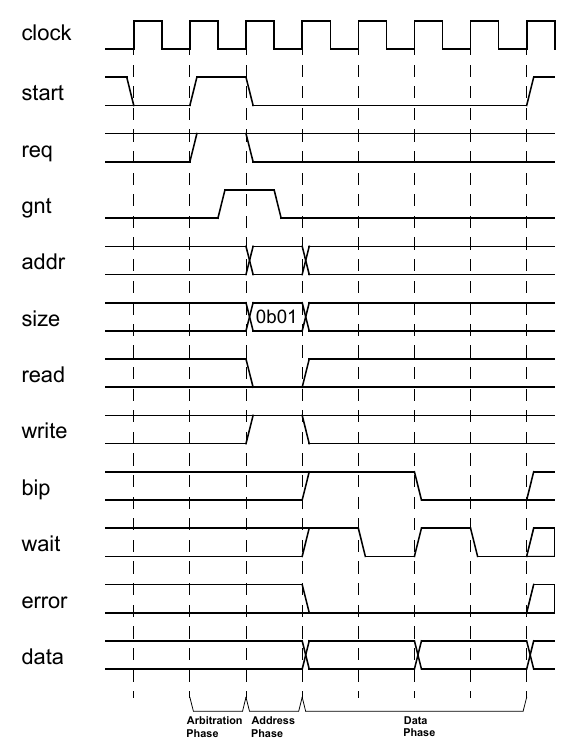 clock
start
req
gnt
addr
size
0b01
read
write
bip
wait
error
data
Arbitration
Phase
Address
Phase
Data
Phase